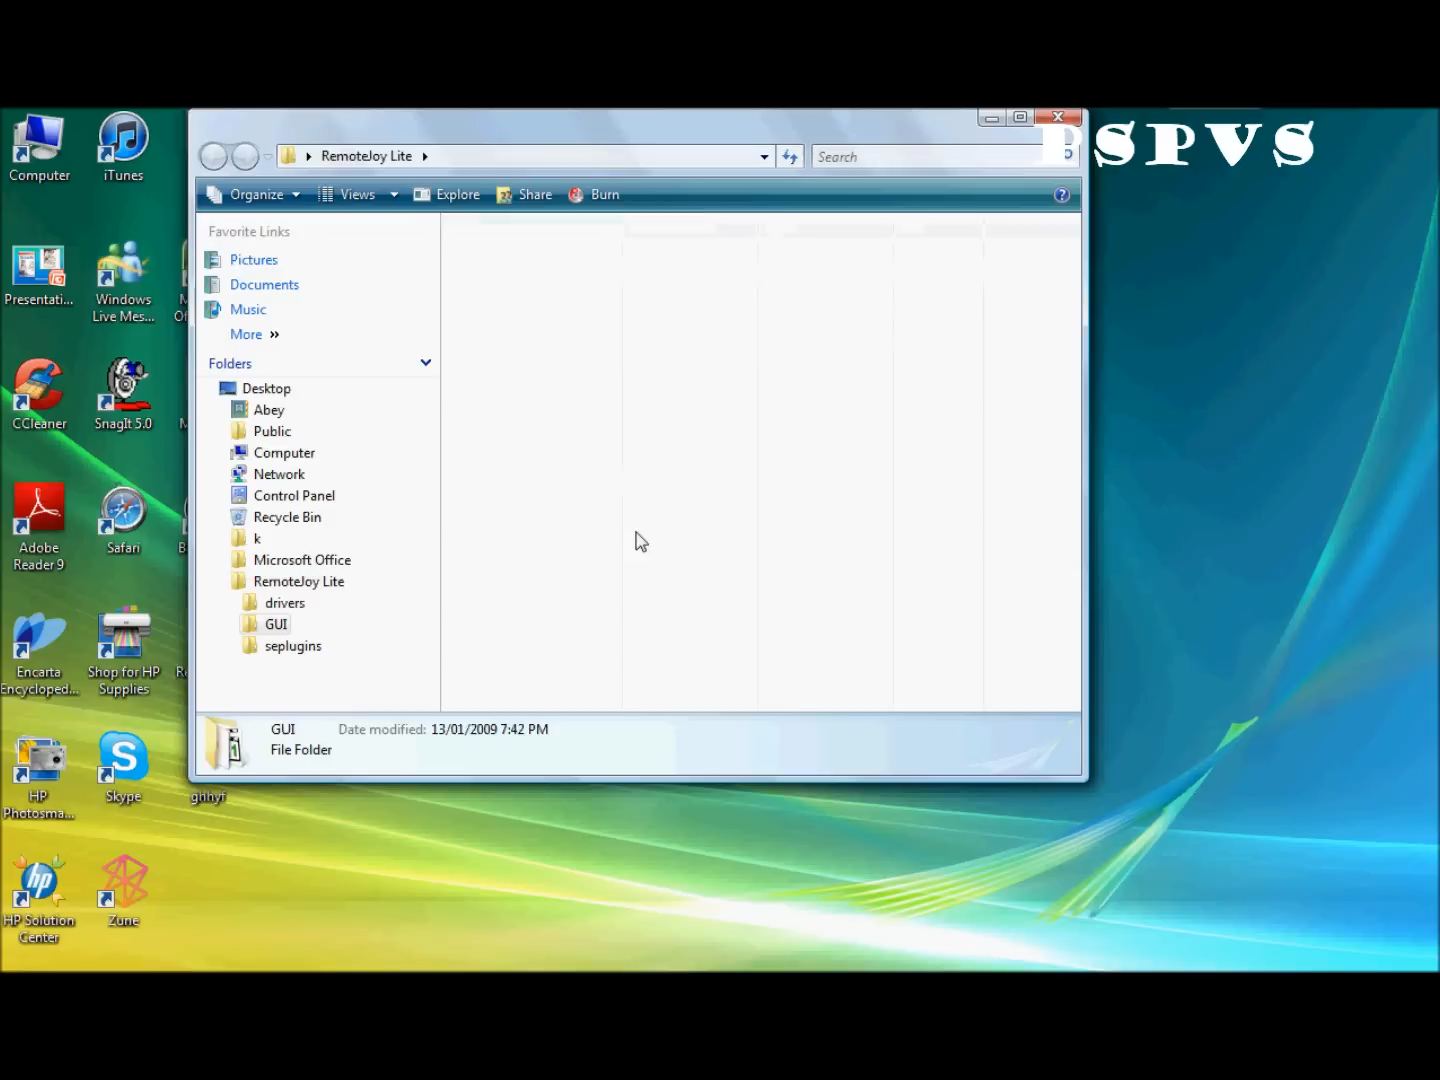 PSPVS
Computer
iTunes
Presentati...
Windows
Live Mes...
CCleaner
SnagIt 5.0
Adobe
Reader 9
Safari
Encarta
Encycloped...
Shop for HP
Supplies
HP
Photosma...
Skype
ghhyf
HP Solution
Center
Zune
RemoteJoy Lite
Search
Organize
Views
Explore
Share
Burn
Favorite Links
Pictures
Documents
Music
More »
Folders
Desktop
Abey
Public
Computer
Network
Control Panel
Recycle Bin
k
Microsoft Office
RemoteJoy Lite
drivers
GUI
seplugins
GUI Date modified: 13/01/2009 7:42 PM
File Folder